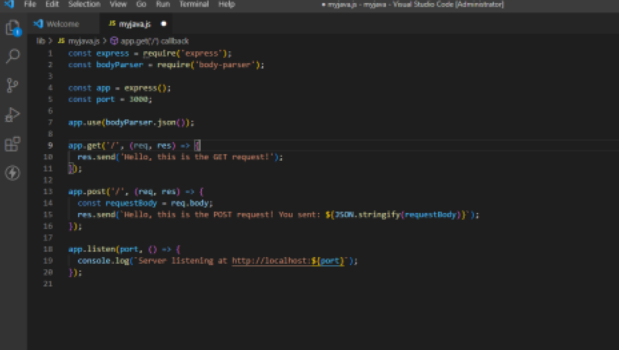 File Edit Selection View Go Run Terminal Help
● myjava.js - myjava - Visual Studio Code [Administrator]
Welcome
JS myjava.js ●
lib > JS myjava.js > app.get('/') callback
1 const express = require('express');
2 const bodyParser = require('body-parser');
3
4 const app = express();
5 const port = 3000;
6
7 app.use(bodyParser.json());
8
9 app.get('/', (req, res) => {
10 res.send('Hello, this is the GET request!');
11 });
12
13 app.post('/', (req, res) => {
14 const requestBody = req.body;
15 res.send(`Hello, this is the POST request! You sent: ${JSON.stringify(requestBody)}`);
16 });
17
18 app.listen(port, () => {
19 console.log(`Server listening at http://localhost:${port}`);
20 });
21